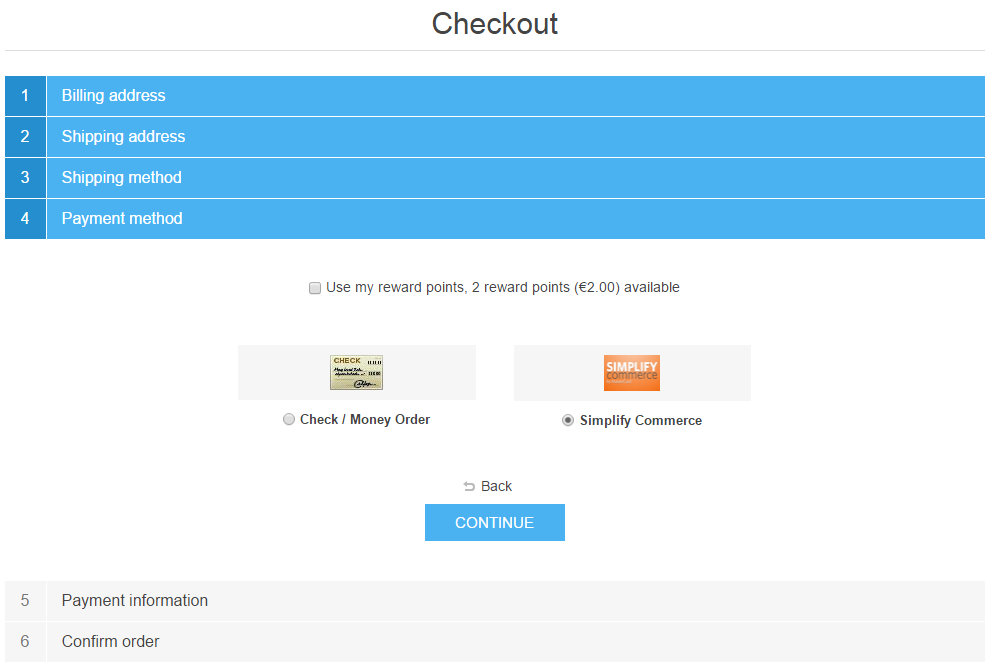 Checkout
1 Billing address
2 Shipping address
3 Shipping method
4 Payment method
Use my reward points, 2 reward points (€2.00) available
CHECK
SIMPLIFY
commerce
Check / Money Order
Simplify Commerce
Back
CONTINUE
5 Payment information
6 Confirm order